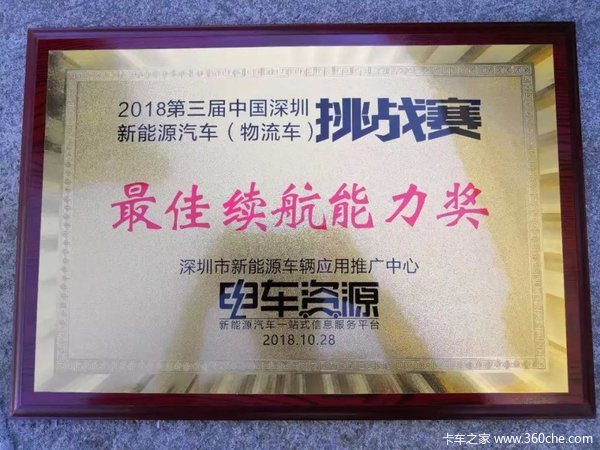 2018第三届中国深圳
新能源汽车（物流车）挑战赛
最佳续航能力奖
深圳市新能源车辆应用推广中心
电车资源
新能源汽车一站式信息服务平台
2018.10.28
卡车之家 www.360che.com